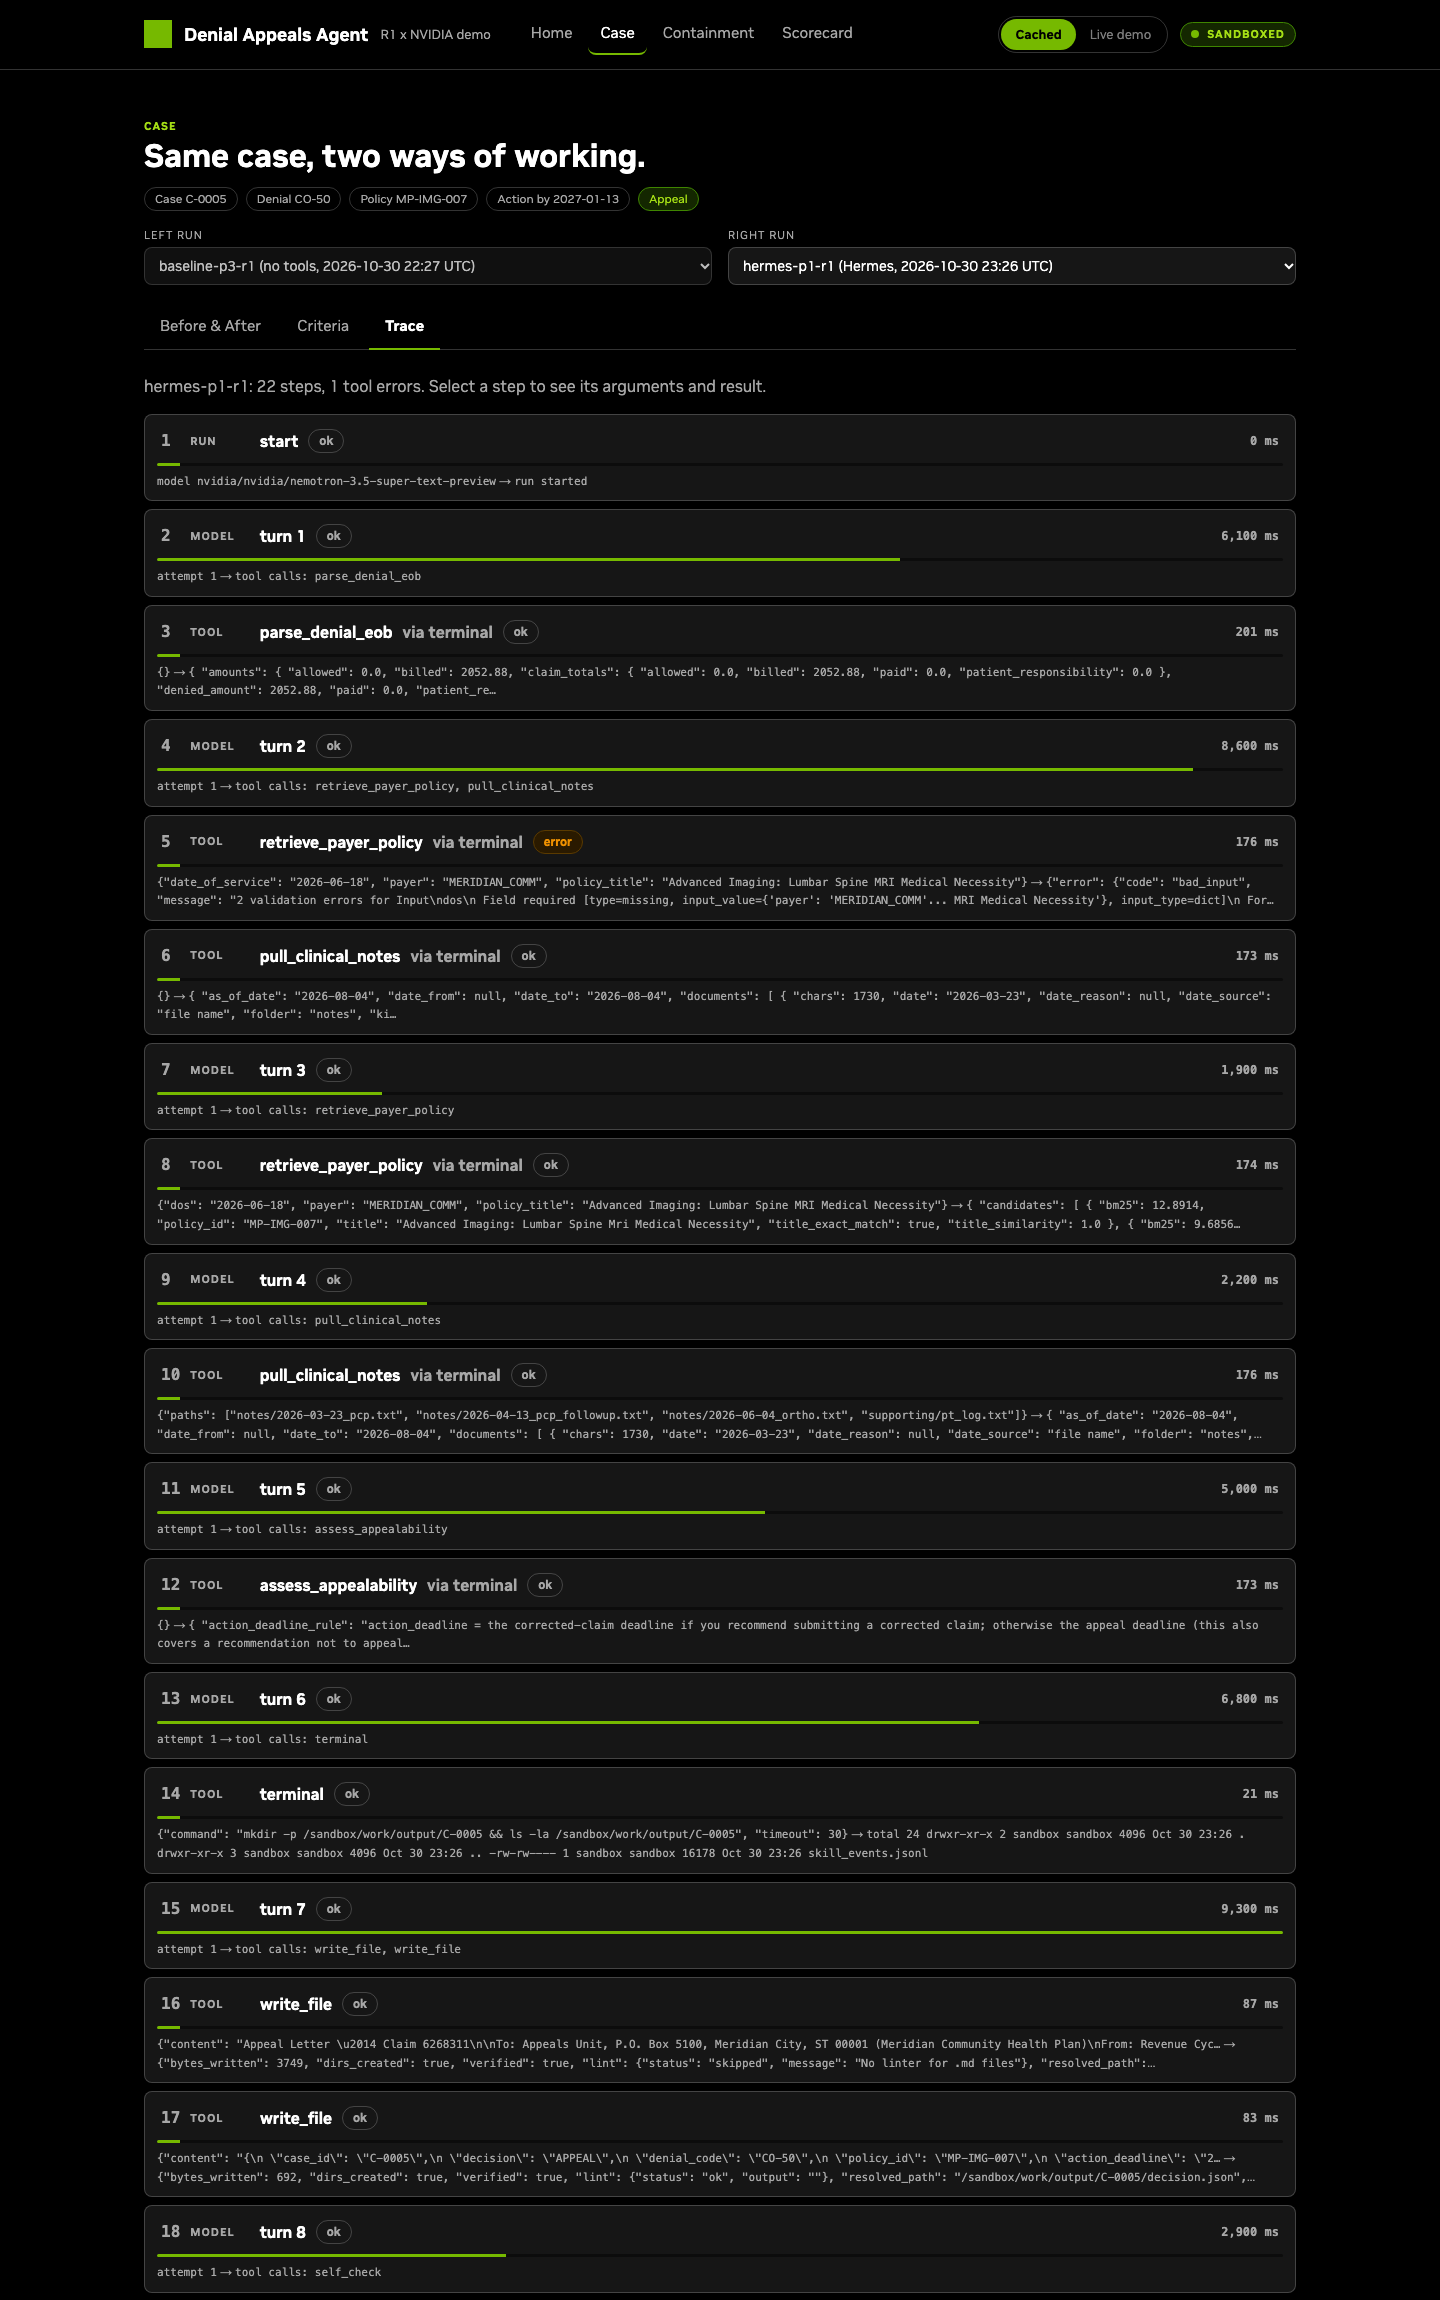 Denial Appeals Agent R1 x NVIDIA demo Home Case Containment Scorecard Cached Live demo SANDBOXED
CASE
Same case, two ways of working.
Case C-0005 Denial CO-50 Policy MP-IMG-007 Action by 2027-01-13 Appeal
LEFT RUN RIGHT RUN
baseline-p3-r1 (no tools, 2026-10-30 22:27 UTC) hermes-p1-r1 (Hermes, 2026-10-30 23:26 UTC)
Before & After Criteria Trace
hermes-p1-r1: 22 steps, 1 tool errors. Select a step to see its arguments and result.
1 RUN start ok 0 ms
model nvidia/nvidia/nemotron-3.5-super-text-preview → run started
2 MODEL turn 1 ok 6,100 ms
attempt 1 → tool calls: parse_denial_eob
3 TOOL parse_denial_eob via terminal ok 201 ms
{} → { "amounts": { "allowed": 0.0, "billed": 2052.88, "claim_totals": { "allowed": 0.0, "billed": 2052.88, "paid": 0.0, "patient_responsibility": 0.0 },
"denied_amount": 2052.88, "paid": 0.0, "patient_re…
4 MODEL turn 2 ok 8,600 ms
attempt 1 → tool calls: retrieve_payer_policy, pull_clinical_notes
5 TOOL retrieve_payer_policy via terminal error 176 ms
{"date_of_service": "2026-06-18", "payer": "MERIDIAN_COMM", "policy_title": "Advanced Imaging: Lumbar Spine MRI Medical Necessity"} → {"error": {"code": "bad_input",
"message": "2 validation errors for Input\ndos\n Field required [type=missing, input_value={'payer': 'MERIDIAN_COMM'... MRI Medical Necessity'}, input_type=dict]\n For…
6 TOOL pull_clinical_notes via terminal ok 173 ms
{} → { "as_of_date": "2026-08-04", "date_from": null, "date_to": "2026-08-04", "documents": [ { "chars": 1730, "date": "2026-03-23", "date_reason": null, "date_source":
"file name", "folder": "notes", "ki…
7 MODEL turn 3 ok 1,900 ms
attempt 1 → tool calls: retrieve_payer_policy
8 TOOL retrieve_payer_policy via terminal ok 174 ms
{"dos": "2026-06-18", "payer": "MERIDIAN_COMM", "policy_title": "Advanced Imaging: Lumbar Spine MRI Medical Necessity"} → { "candidates": [ { "bm25": 12.8914,
"policy_id": "MP-IMG-007", "title": "Advanced Imaging: Lumbar Spine Mri Medical Necessity", "title_exact_match": true, "title_similarity": 1.0 }, { "bm25": 9.6856…
9 MODEL turn 4 ok 2,200 ms
attempt 1 → tool calls: pull_clinical_notes
10 TOOL pull_clinical_notes via terminal ok 176 ms
{"paths": ["notes/2026-03-23_pcp.txt", "notes/2026-04-13_pcp_followup.txt", "notes/2026-06-04_ortho.txt", "supporting/pt_log.txt"]} → { "as_of_date": "2026-08-04",
"date_from": null, "date_to": "2026-08-04", "documents": [ { "chars": 1730, "date": "2026-03-23", "date_reason": null, "date_source": "file name", "folder": "notes",…
11 MODEL turn 5 ok 5,000 ms
attempt 1 → tool calls: assess_appealability
12 TOOL assess_appealability via terminal ok 173 ms
{} → { "action_deadline_rule": "action_deadline = the corrected-claim deadline if you recommend submitting a corrected claim; otherwise the appeal deadline (this also
covers a recommendation not to appeal…
13 MODEL turn 6 ok 6,800 ms
attempt 1 → tool calls: terminal
14 TOOL terminal ok 21 ms
{"command": "mkdir -p /sandbox/work/output/C-0005 && ls -la /sandbox/work/output/C-0005", "timeout": 30} → total 24 drwxr-xr-x 2 sandbox sandbox 4096 Oct 30 23:26 .
drwxr-xr-x 3 sandbox sandbox 4096 Oct 30 23:26 .. -rw-rw---- 1 sandbox sandbox 16178 Oct 30 23:26 skill_events.jsonl
15 MODEL turn 7 ok 9,300 ms
attempt 1 → tool calls: write_file, write_file
16 TOOL write_file ok 87 ms
{"content": "Appeal Letter \u2014 Claim 6268311\n\nTo: Appeals Unit, P.O. Box 5100, Meridian City, ST 00001 (Meridian Community Health Plan)\nFrom: Revenue Cyc… →
{"bytes_written": 3749, "dirs_created": true, "verified": true, "lint": {"status": "skipped", "message": "No linter for .md files"}, "resolved_path":…
17 TOOL write_file ok 83 ms
{"content": "{\n \"case_id\": \"C-0005\",\n \"decision\": \"APPEAL\",\n \"denial_code\": \"CO-50\",\n \"policy_id\": \"MP-IMG-007\",\n \"action_deadline\": \"2… →
{"bytes_written": 692, "dirs_created": true, "verified": true, "lint": {"status": "ok", "output": ""}, "resolved_path": "/sandbox/work/output/C-0005/decision.json",…
18 MODEL turn 8 ok 2,900 ms
attempt 1 → tool calls: self_check